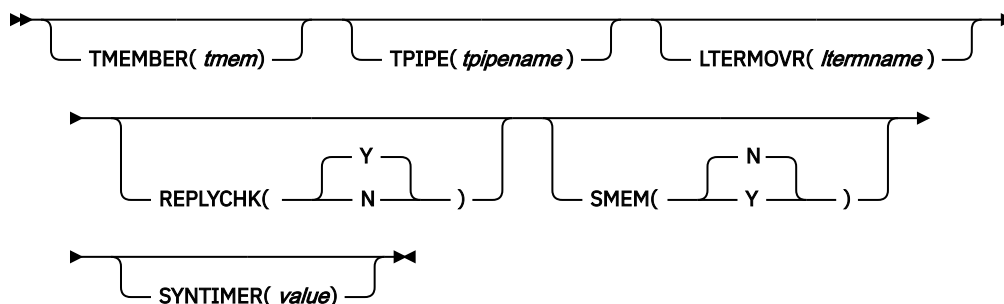 TMEMBER( tmem) TPIPE( tpipename ) LTERMOVR( ltermname )
Y N
REPLYCHK( N ) SMEM( Y )
SYNTIMER( value)